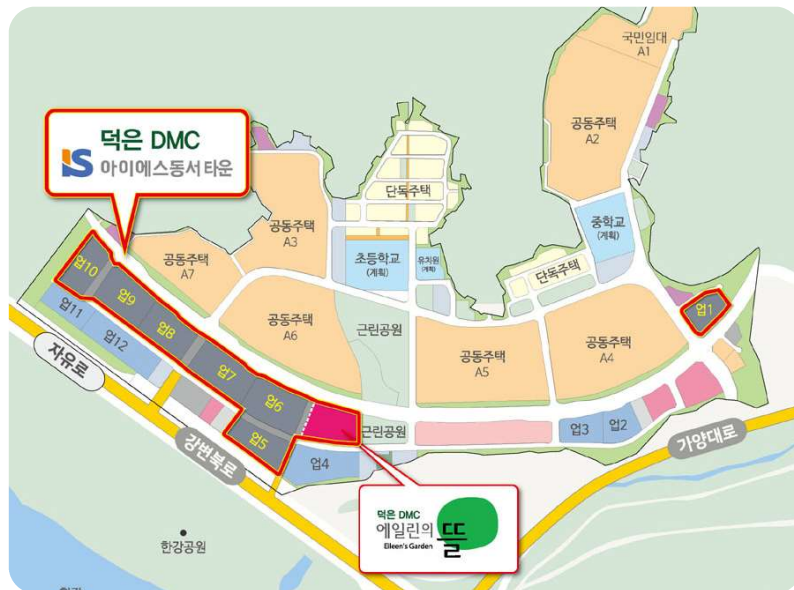 국민임대
A1
공동주택
A2
덕은 DMC
IS 아이에스동서타운
단독주택
중학교
(계획)
공동주택
A3
초등학교
(계획)
유치원
(계획)
공동주택
A7
단독주택
업10
업9
업8
업7
업6
업5
업11
업12
업1
공동주택
A6
근린공원
공동주택
A5
공동주택
A4
자유로
강변북로
근린공원
업4
업3
업2
가양대로
덕은 DMC
에일린의 뜰
Eileen's Garden
한강공원